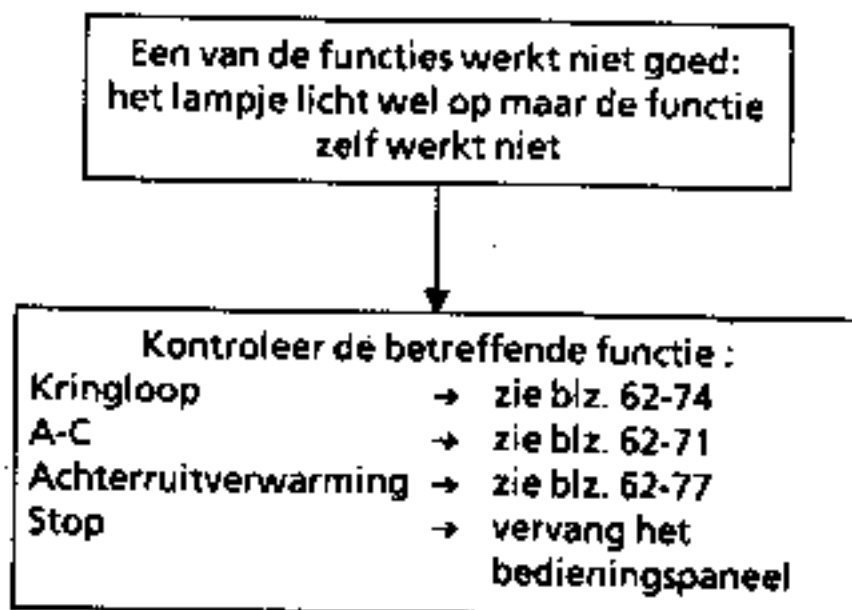 Een van de functies werkt niet goed:
het lampje licht wel op maar de functie
zelf werkt niet
Kontroleer de betreffende functie :
Kringloop → zie blz. 62-74
A-C → zie blz. 62-71
Achterruitverwarming → zie blz. 62-77
Stop → vervang het
bedieningspaneel